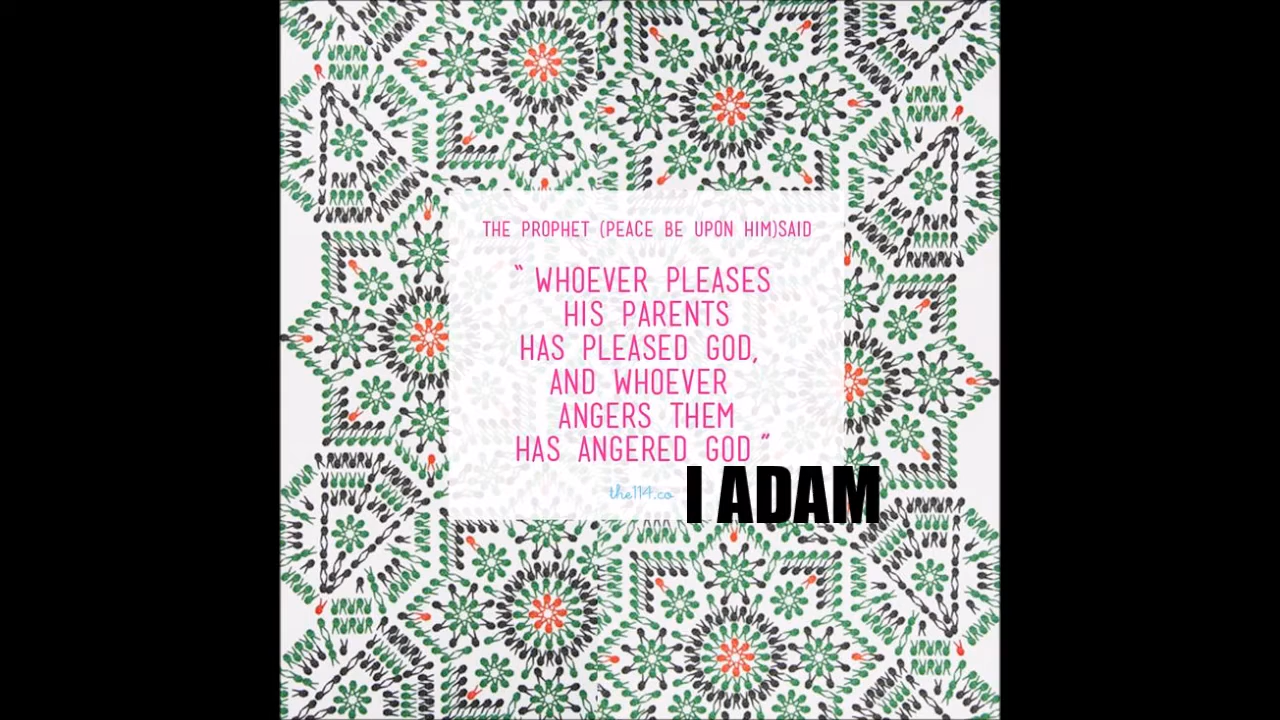 THE PROPHET (PEACE BE UPON HIM)SAID
“ WHOEVER PLEASES
HIS PARENTS
HAS PLEASED GOD,
AND WHOEVER
ANGERS THEM
HAS ANGERED GOD ”
the114.co
I ADAM